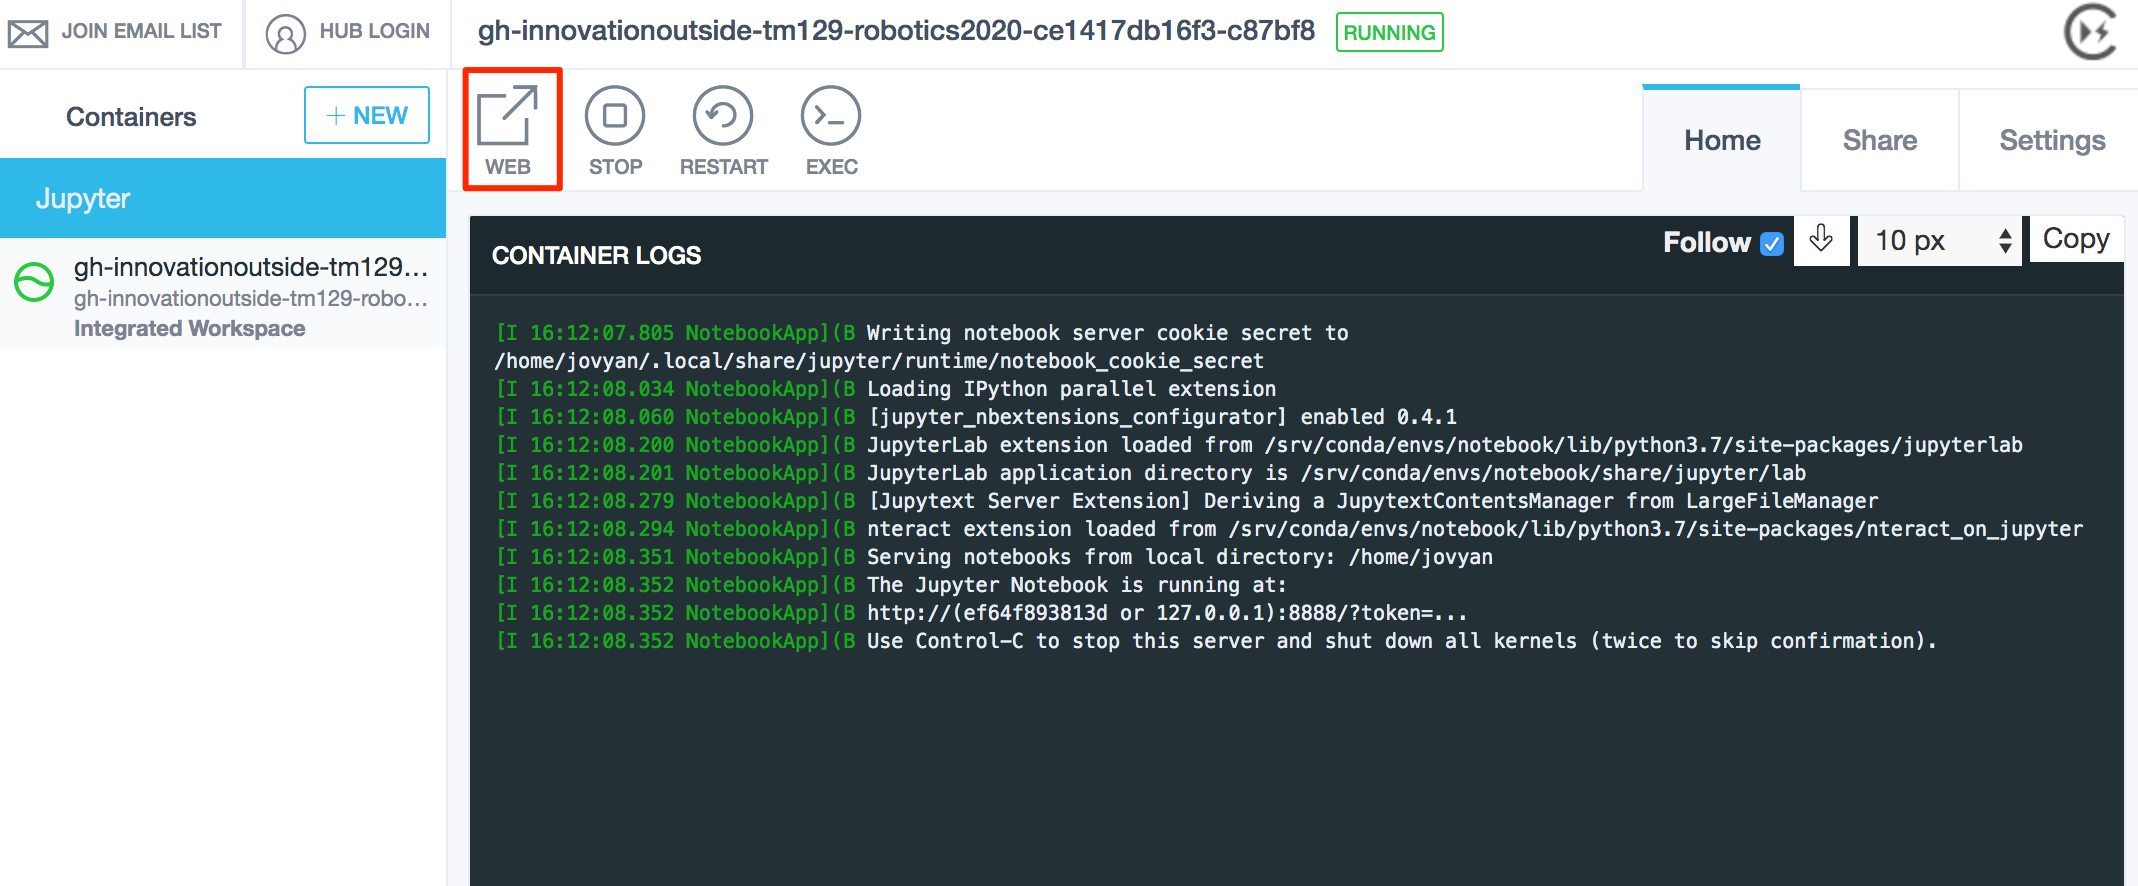 JOIN EMAIL LIST
HUB LOGIN
gh-innovationoutside-tm129-robotics2020-ce1417db16f3-c87bf8
RUNNING
Containers
+ NEW
WEB
STOP
RESTART
EXEC
Home
Share
Settings
Jupyter
gh-innovationoutside-tm129...
gh-innovationoutside-tm129-robo...
Integrated Workspace
CONTAINER LOGS
Follow
10 px
Copy
[I 16:12:07.805 NotebookApp](B Writing notebook server cookie secret to
/home/jovyan/.local/share/jupyter/runtime/notebook_cookie_secret
[I 16:12:08.034 NotebookApp](B Loading IPython parallel extension
[I 16:12:08.060 NotebookApp](B [jupyter_nbextensions_configurator] enabled 0.4.1
[I 16:12:08.200 NotebookApp](B JupyterLab extension loaded from /srv/conda/envs/notebook/lib/python3.7/site-packages/jupyterlab
[I 16:12:08.201 NotebookApp](B JupyterLab application directory is /srv/conda/envs/notebook/share/jupyter/lab
[I 16:12:08.279 NotebookApp](B [Jupytext Server Extension] Deriving a JupytextContentsManager from LargeFileManager
[I 16:12:08.294 NotebookApp](B nteract extension loaded from /srv/conda/envs/notebook/lib/python3.7/site-packages/nteract_on_jupyter
[I 16:12:08.351 NotebookApp](B Serving notebooks from local directory: /home/jovyan
[I 16:12:08.352 NotebookApp](B The Jupyter Notebook is running at:
[I 16:12:08.352 NotebookApp](B http://(ef64f893813d or 127.0.0.1):8888/?token=...
[I 16:12:08.352 NotebookApp](B Use Control-C to stop this server and shut down all kernels (twice to skip confirmation).